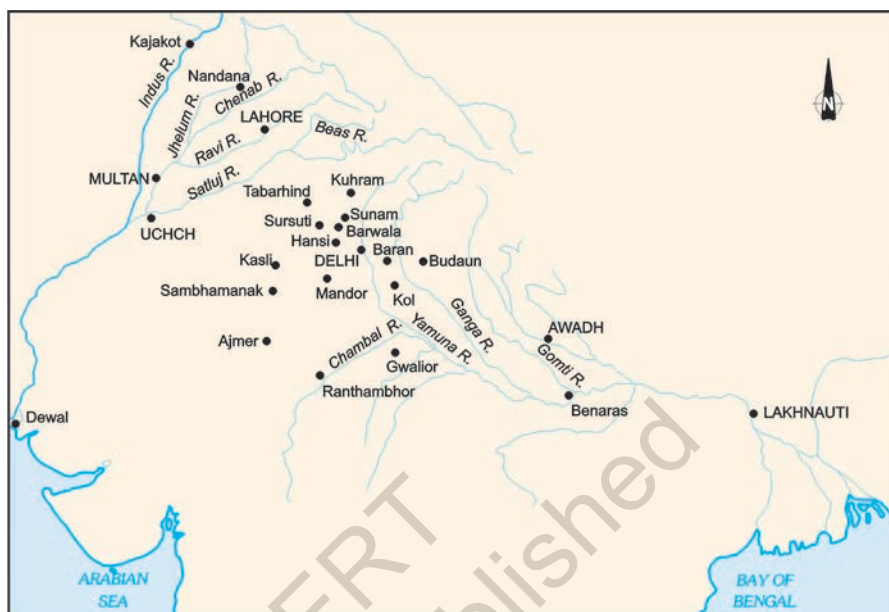 Kajakot
Indus R.
Nandana
Jhelum R.
Chenab R.
LAHORE
Ravi R.
Beas R.
MULTAN
Satluj R.
UCHCH
Kuhram
Tabarhind
Sunam
Sursuti
Barwala
Hansi
Baran
Kasli
DELHI
Budaun
Mandor
Sambhamanak
Kol
Ajmer
Chambal R.
Yamuna R.
Ganga R.
AWADH
Gomti R.
Gwalior
Ranthambhor
Benaras
LAKHNAUTI
Dewal
ARABIAN
SEA
BAY OF
BENGAL
N